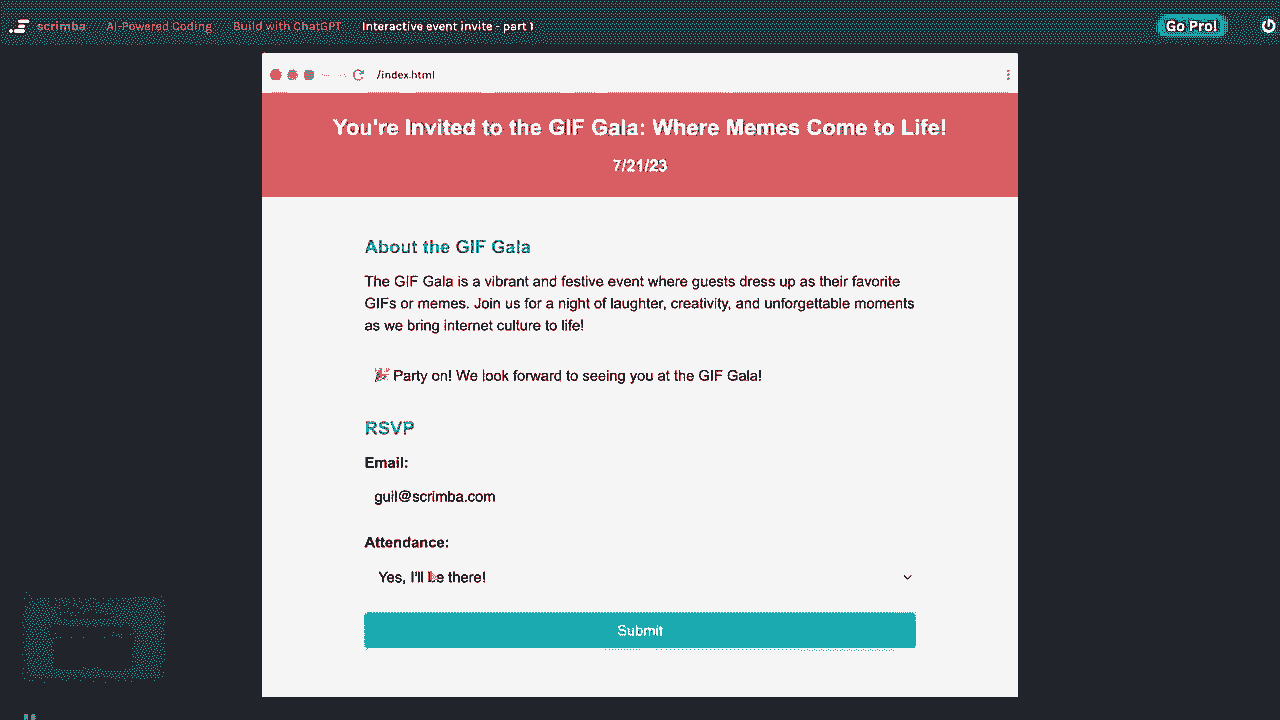 scrimba AI-Powered Coding Build with ChatGPT Interactive event invite - part 1 Go Pro!
/index.html
You're Invited to the GIF Gala: Where Memes Come to Life!
7/21/23
About the GIF Gala
The GIF Gala is a vibrant and festive event where guests dress up as their favorite
GIFs or memes. Join us for a night of laughter, creativity, and unforgettable moments
as we bring internet culture to life!
🎉 Party on! We look forward to seeing you at the GIF Gala!
RSVP
Email:
guil@scrimba.com
Attendance:
Yes, I'll be there!
Submit